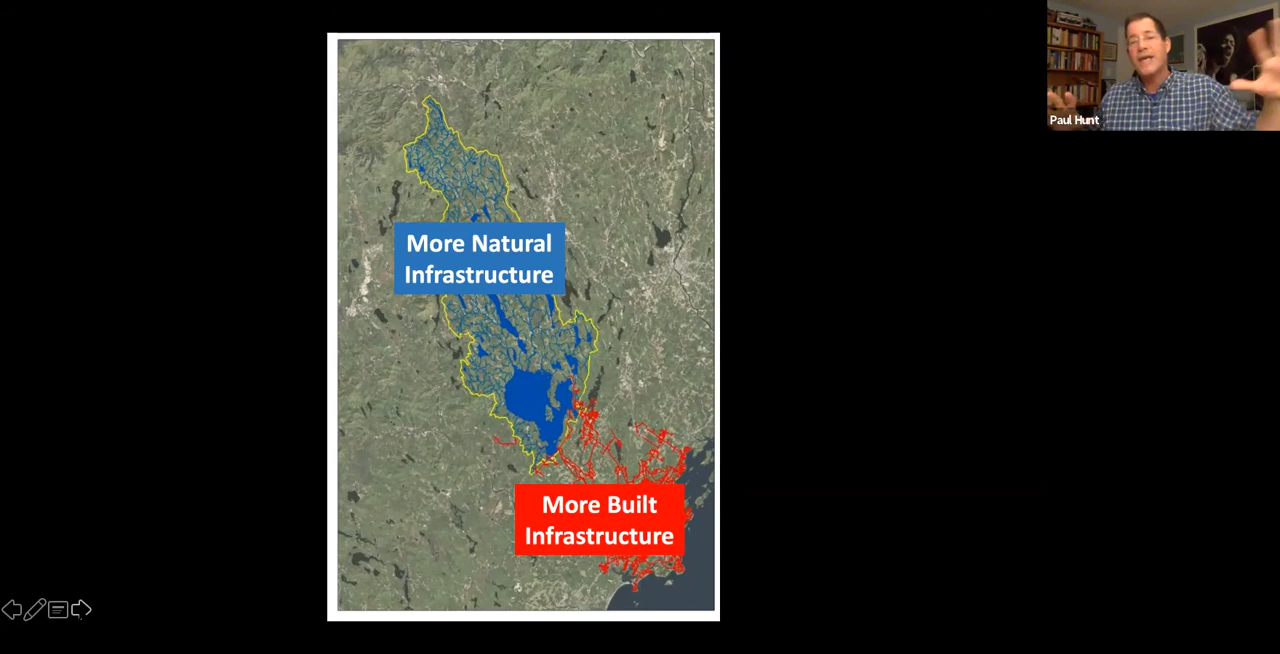 Paul Hunt
More Natural
Infrastructure
More Built
Infrastructure